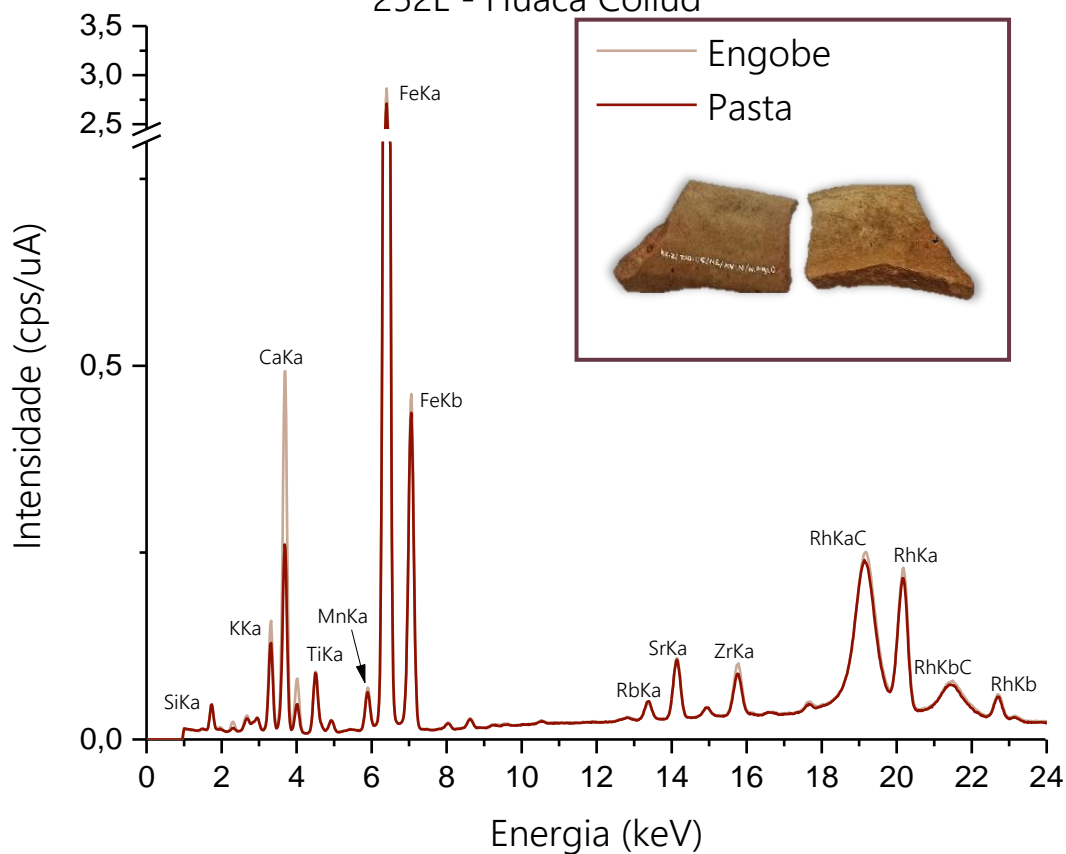 Engobe
Pasta
3,5
3,0
2,5
0,5
0,0
Intensidade (cps/uA)
FeKa
CaKa
FeKb
KKa
MnKa
TiKa
SiKa
RbKa
SrKa
ZrKa
RhKaC
RhKa
RhKbC
RhKb
0 2 4 6 8 10 12 14 16 18 20 22 24
Energia (keV)